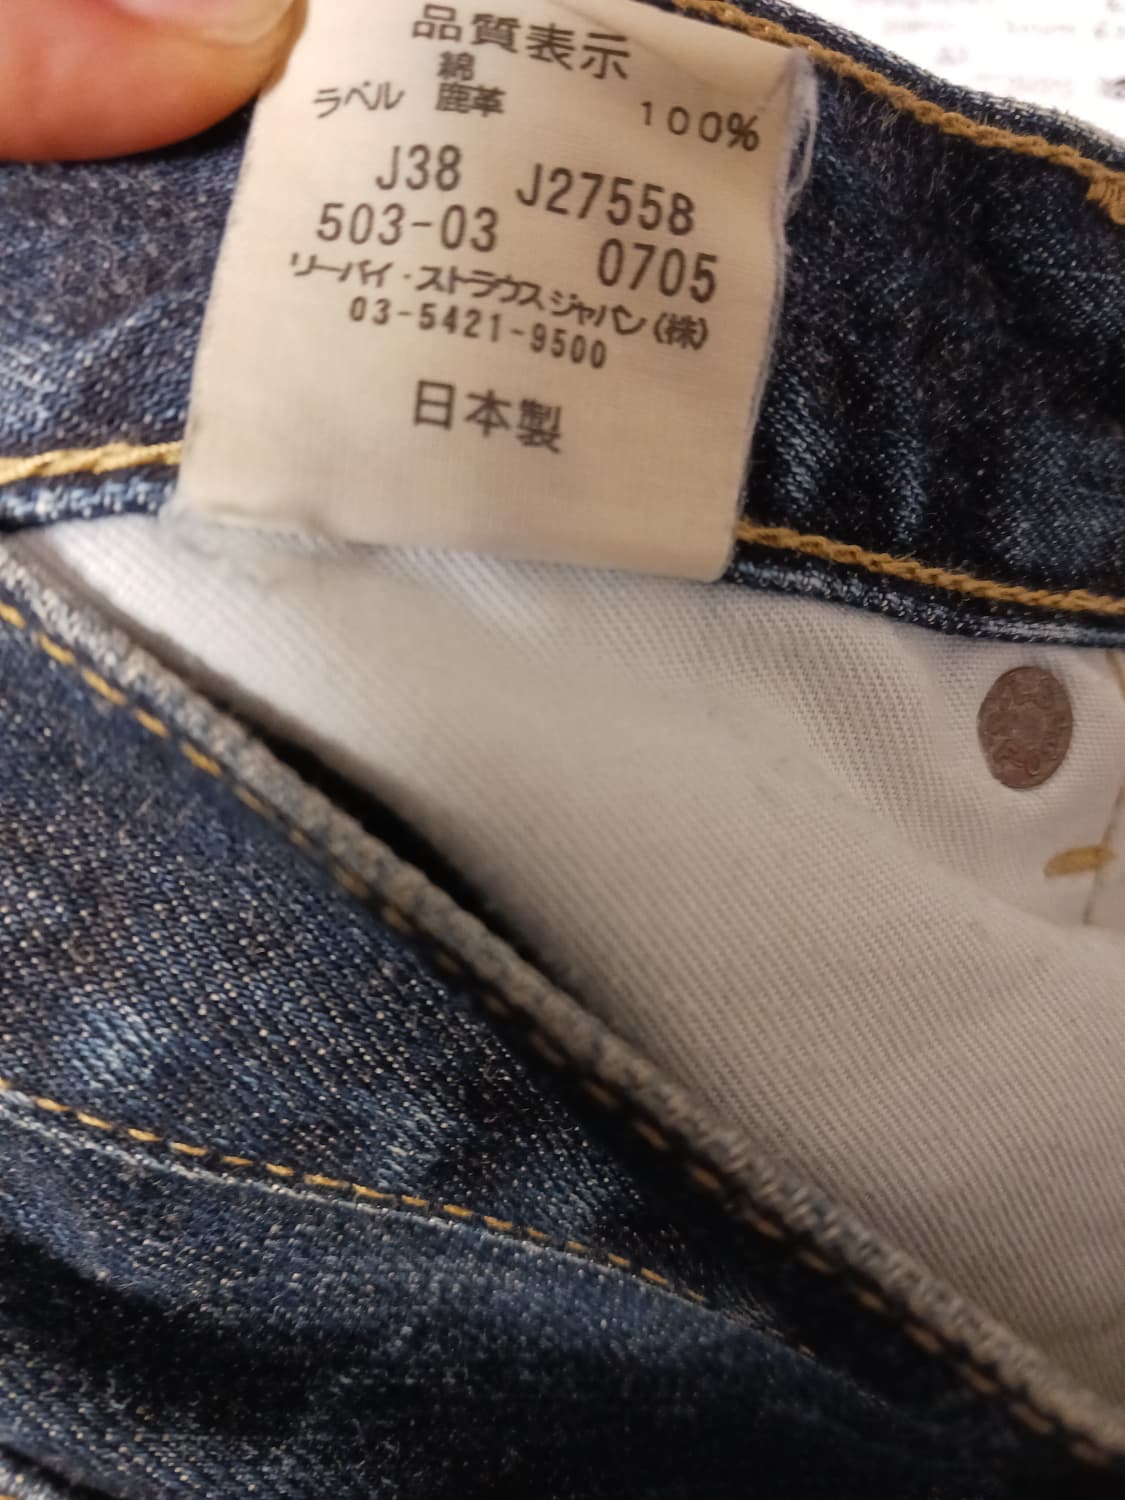 品質表示
綿 100%
ラベル 鹿革
J38 J27558
503-03 0705
リーバイ・ストラウスジャパン(株)
03-5421-9500
日本製